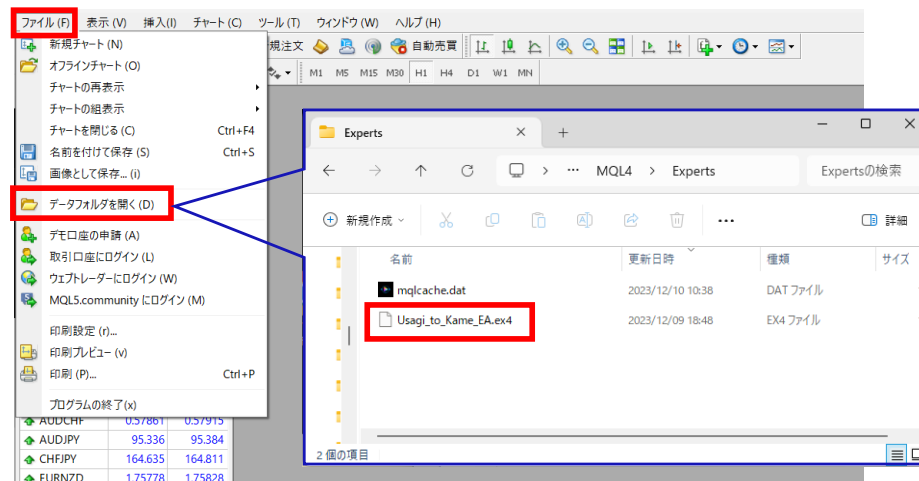 ファイル (F) 表示 (V) 挿入(I) チャート (C) ツール (T) ウィンドウ (W) ヘルプ (H)
新規チャート (N)
規注文 自動売買
オフラインチャート (O)
M1 M5 M15 M30 H1 H4 D1 W1 MN
チャートの再表示
チャートの組表示
チャートを閉じる (C) Ctrl+F4
名前を付けて保存 (S) Ctrl+S
画像として保存... (i)
データフォルダを開く (D)
デモ口座の申請 (A)
取引口座にログイン (L)
ウェブトレーダーにログイン (W)
MQL5.community にログイン (M)
印刷設定 (r)...
印刷プレビュー (v)
印刷 (P)... Ctrl+P
プログラムの終了(x)
AUDCHF 0.57861 0.57915
AUDJPY 95.336 95.384
CHFJPY 164.635 164.811
EURNZD 1.75778 1.75828
Experts
MQL4 Experts Expertsの検索
新規作成 詳細
名前 更新日時 種類 サイズ
mqlcache.dat 2023/12/10 10:38 DAT ファイル
Usagi_to_Kame_EA.ex4 2023/12/09 18:48 EX4 ファイル
2 個の項目